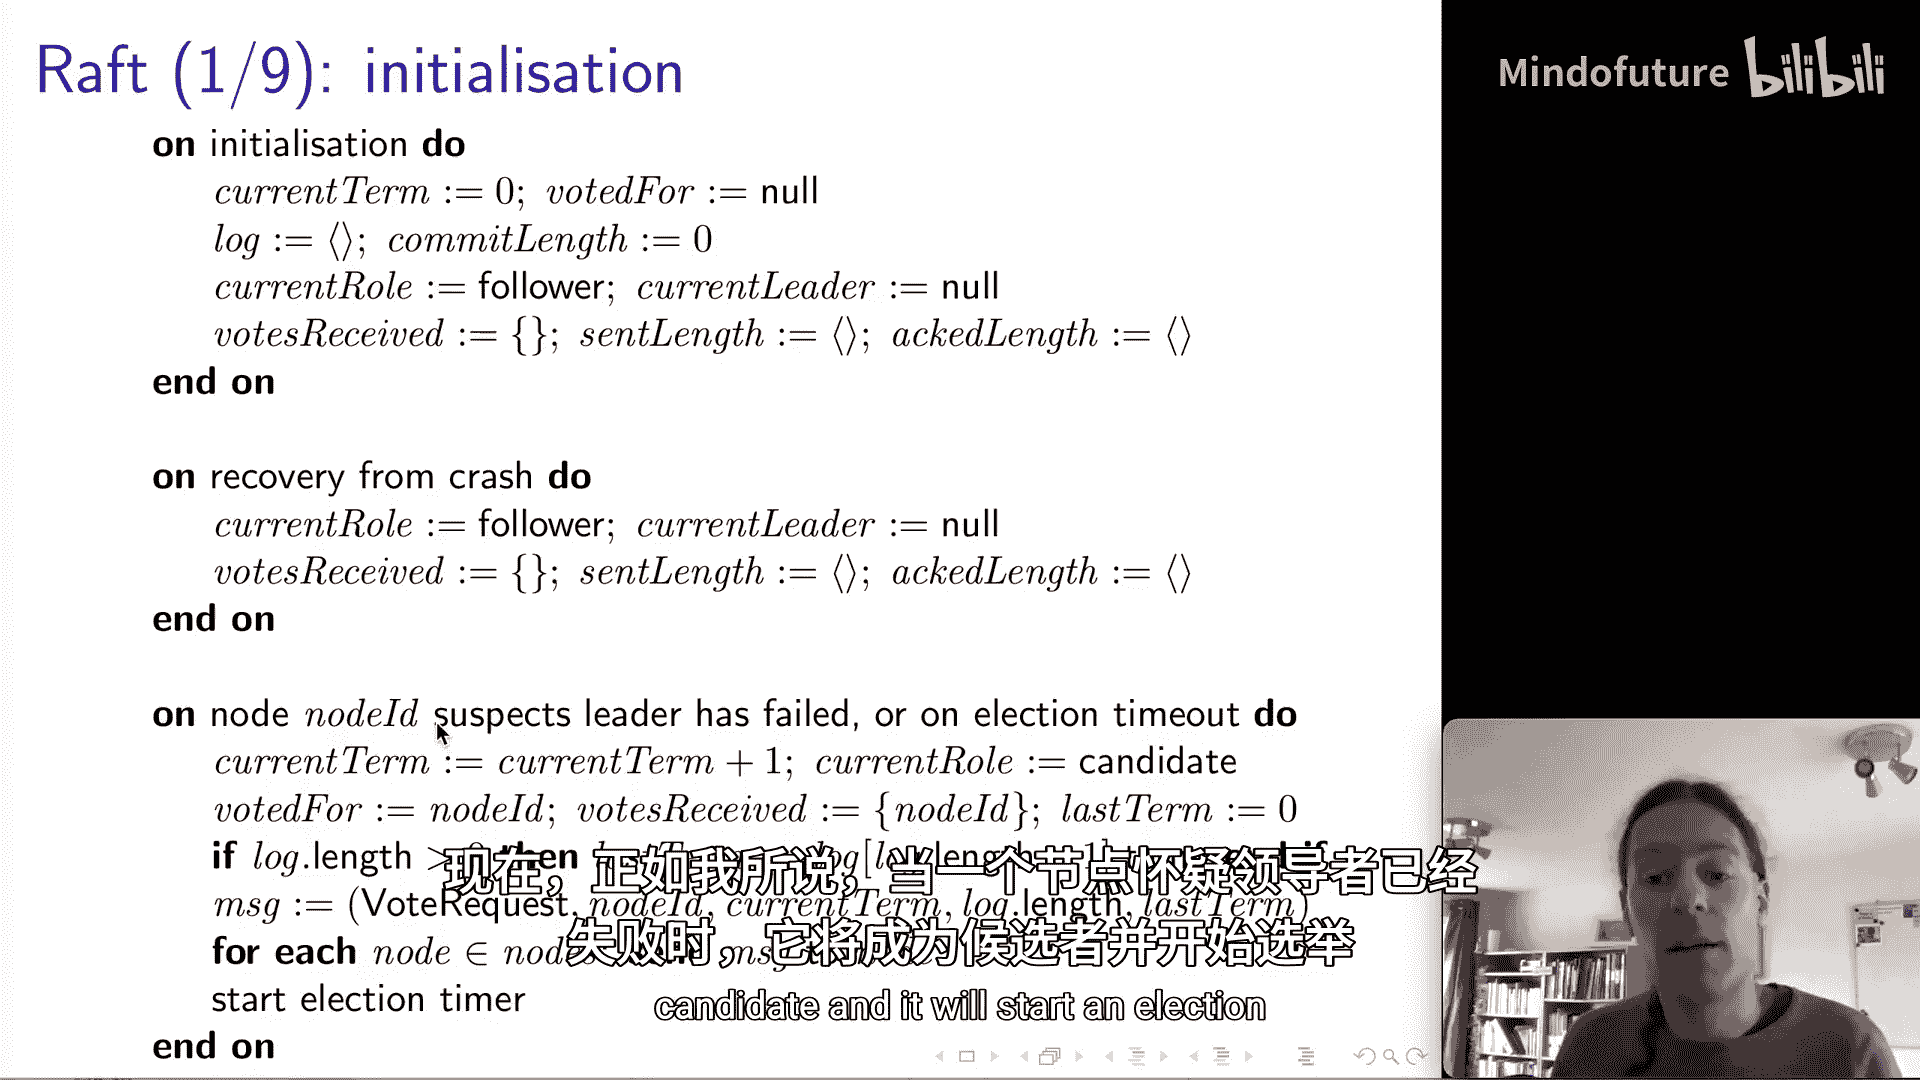 Raft (1/9): initialisation
Mindofuture bilibili
on initialisation do
currentTerm := 0; votedFor := null
log := ⟨⟩; commitLength := 0
currentRole := follower; currentLeader := null
votesReceived := {}; sentLength := ⟨⟩; ackedLength := ⟨⟩
end on
on recovery from crash do
currentRole := follower; currentLeader := null
votesReceived := {}; sentLength := ⟨⟩; ackedLength := ⟨⟩
end on
on node nodeId suspects leader has failed, or on election timeout do
currentTerm := currentTerm + 1; currentRole := candidate
votedFor := nodeId; votesReceived := {nodeId}; lastTerm := 0
if log.length
msg := (VoteRequest, nodeId, currentTerm, log.length, lastTerm)
for each node ∈
start election timer
end on
现在，正如我所说，当一个节点怀疑领导者已经
失败时，它将成为候选者并开始选举
candidate and it will start an election